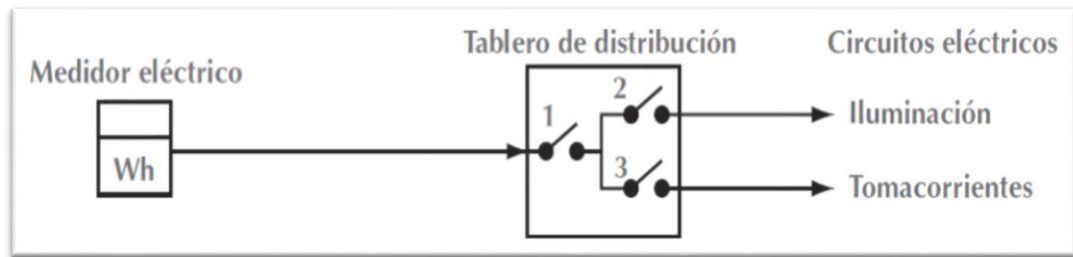 Tablero de distribución
Circuitos eléctricos
Medidor eléctrico
1
2
Iluminación
Wh
3
Tomacorrientes